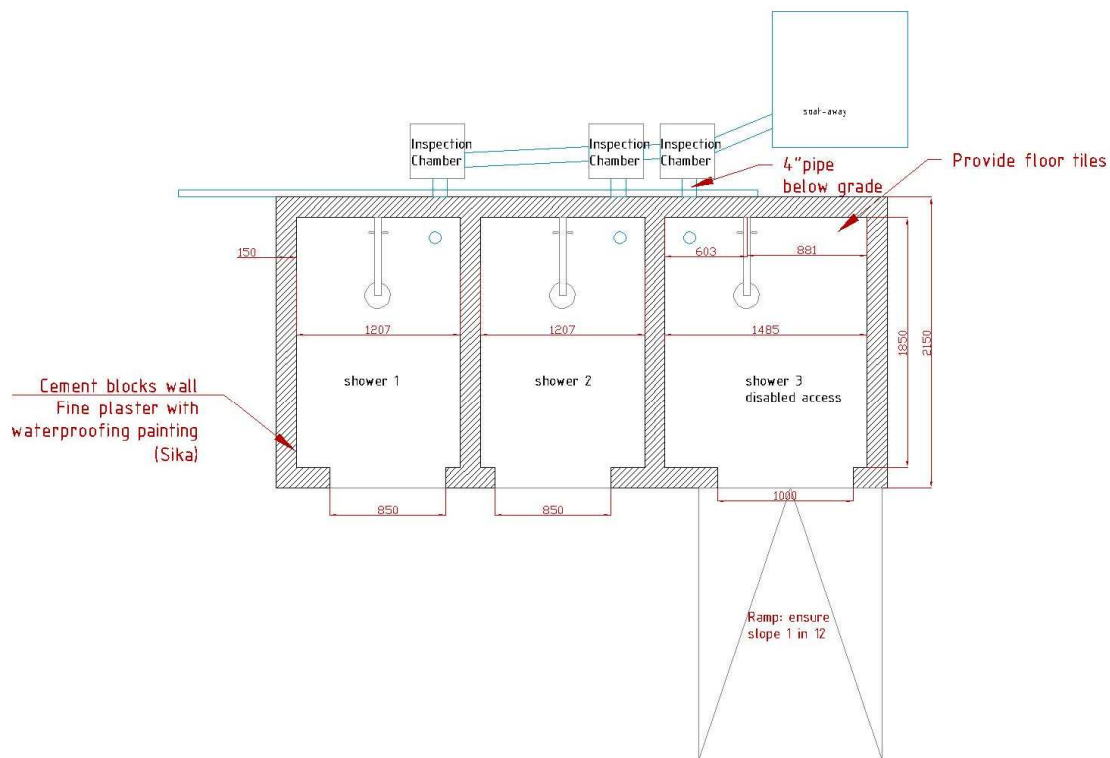 soak-away
Inspection
Chamber
Inspection
Chamber
Inspection
Chamber
4"pipe
below grade
Provide floor tiles
150
603
881
1207
1207
1485
1850
2150
Cement blocks wall
Fine plaster with
waterproofing painting
(Sika)
shower 1
shower 2
shower 3
disabled access
850
850
1000
Ramp: ensure
slope 1 in 12